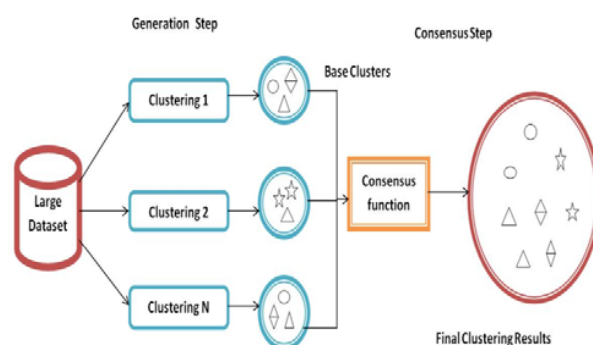 Generation Step
Consensus Step
Base Clusters
Clustering 1
Large
Dataset
Clustering 2
Consensus
function
Clustering N
Final Clustering Results